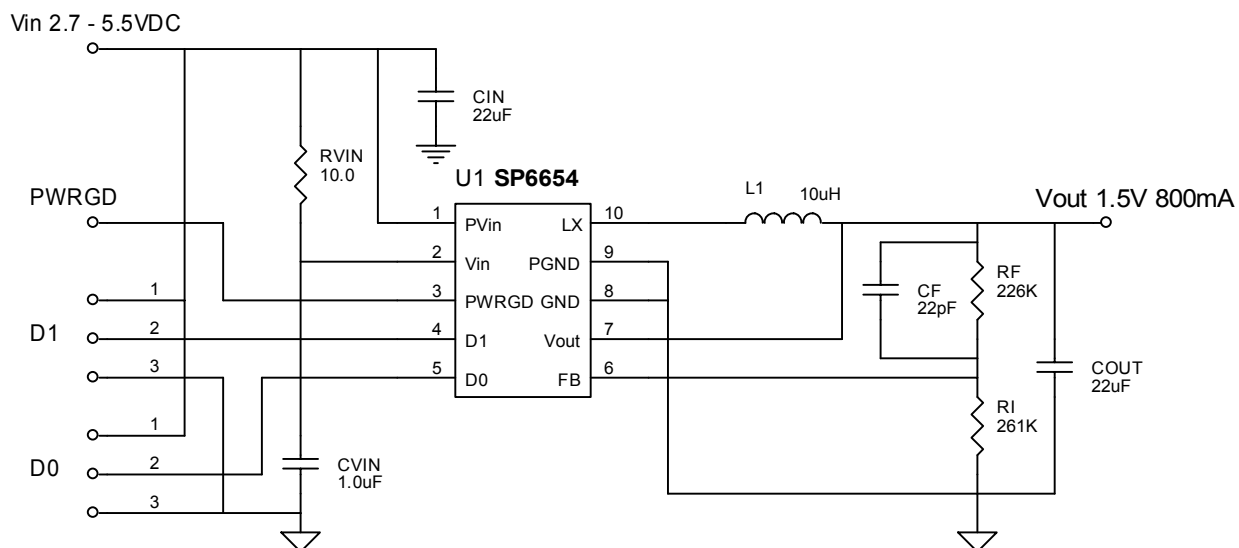 Vin 2.7 - 5.5VDC
CIN
22uF
RVIN
10.0
U1 SP6654
L1
10uH
Vout 1.5V 800mA
PWRGD
1
PVin
LX
10
2
Vin
PGND
9
3
PWRGD
GND
8
4
D1
Vout
7
5
D0
FB
6
D1
1
2
3
D0
1
2
3
CVIN
1.0uF
CF
22pF
RF
226K
RI
261K
COUT
22uF